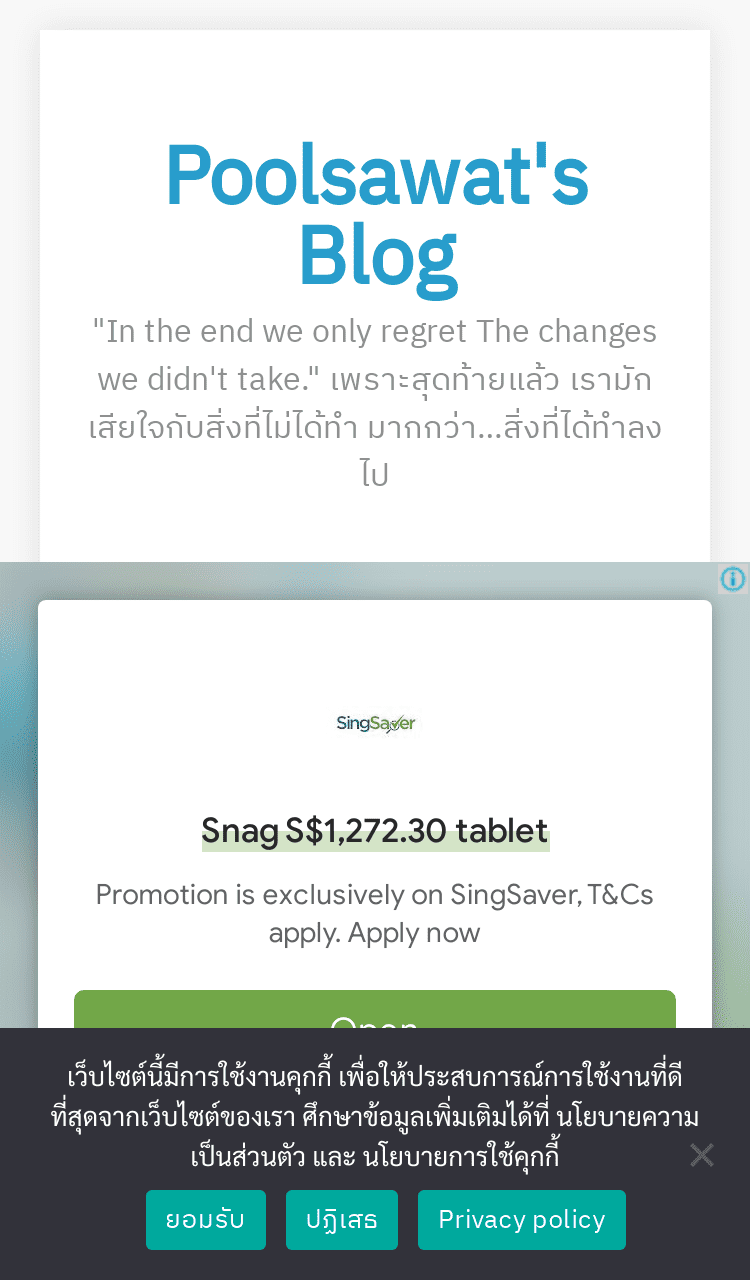 Poolsawat's
Blog
"In the end we only regret The changes
we didn't take." เพราะสุดท้ายแล้ว เรามัก
เสียใจกับสิ่งที่ไม่ได้ทำ มากกว่า...สิ่งที่ได้ทำลง
ไป
SingSaver
Snag S$1,272.30 tablet
Promotion is exclusively on SingSaver, T&Cs
apply. Apply now
Open
เว็บไซต์นี้มีการใช้งานคุกกี้ เพื่อให้ประสบการณ์การใช้งานที่ดี
ที่สุดจากเว็บไซต์ของเรา ศึกษาข้อมูลเพิ่มเติมได้ที่ นโยบายความ
เป็นส่วนตัว และ นโยบายการใช้คุกกี้
ยอมรับ ปฏิเสธ Privacy policy